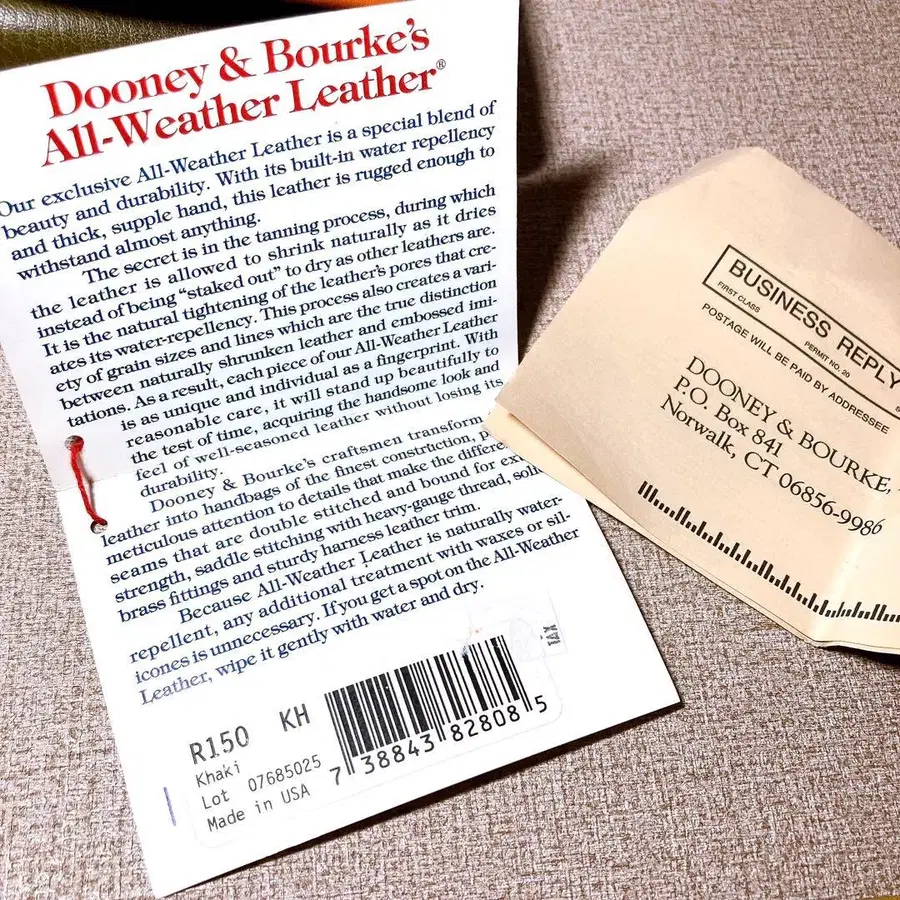 Dooney & Bourke's
All-Weather Leather®
Our exclusive All-Weather Leather is a special blend of
beauty and durability. With its built-in water repellency
and thick, supple hand, this leather is rugged enough to
withstand almost anything.
The secret is in the tanning process, during which
the leather is allowed to shrink naturally as it dries
instead of being "staked out" to dry as other leathers are.
It is the natural tightening of the leather's pores that cre-
ates its water-repellency. This process also creates a vari-
ety of grain sizes and lines which are the true distinction
between naturally shrunken leather and embossed imi-
tations. As a result, each piece of our All-Weather Leather
is as unique and individual as a fingerprint. With
reasonable care, it will stand up beautifully to
the test of time, acquiring the handsome look and
feel of well-seasoned leather without losing its
durability.
Dooney & Bourke's craftsmen transform
leather into handbags of the finest construction,
meticulous attention to details that make the
seams that are double stitched and bound for
strength, saddle stitching with heavy-gauge thread,
brass fittings and sturdy harness leather trim.
Because All-Weather Leather is naturally water-
repellent, any additional treatment with waxes or sil-
icones is unnecessary. If you get a spot on the All-Weather
Leather, wipe it gently with water and dry.
TAX
R150 KH
Khaki
Lot 07685025
Made in USA
7 38843 82808 5
BUSINESS REPLY
FIRST CLASS PERMIT NO. 20
POSTAGE WILL BE PAID BY ADDRESSEE
DOONEY & BOURKE,
P.O. Box 841
Norwalk, CT 06856-9986